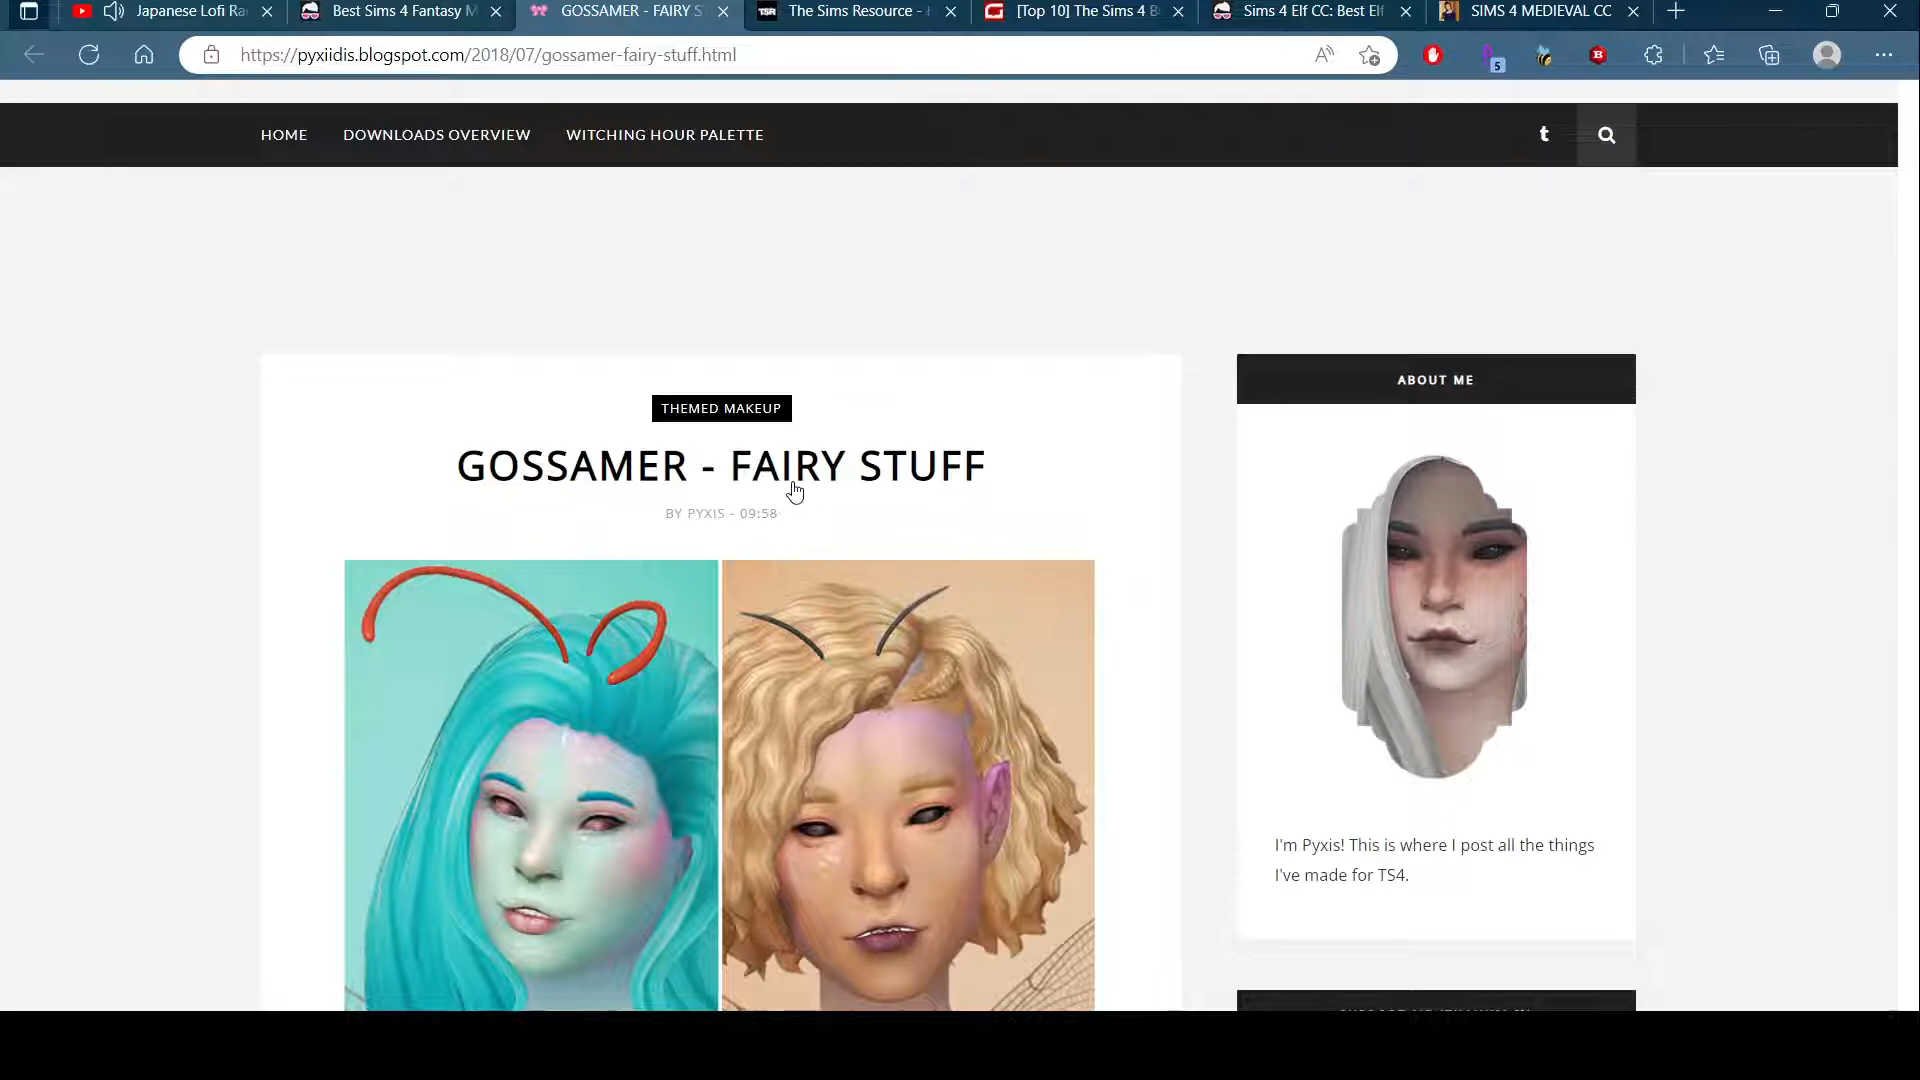 Japanese Lofi Ra
Best Sims 4 Fantasy M
GOSSAMER - FAIRY S
TSR
The Sims Resource -
[Top 10] The Sims 4 B
Sims 4 Elf CC: Best Elf
SIMS 4 MEDIEVAL CC
https://pyxiidis.blogspot.com/2018/07/gossamer-fairy-stuff.html
5
HOME
DOWNLOADS OVERVIEW
WITCHING HOUR PALETTE
THEMED MAKEUP
GOSSAMER - FAIRY STUFF
BY PYXIS - 09:58
ABOUT ME
I'm Pyxis! This is where I post all the things
I've made for TS4.